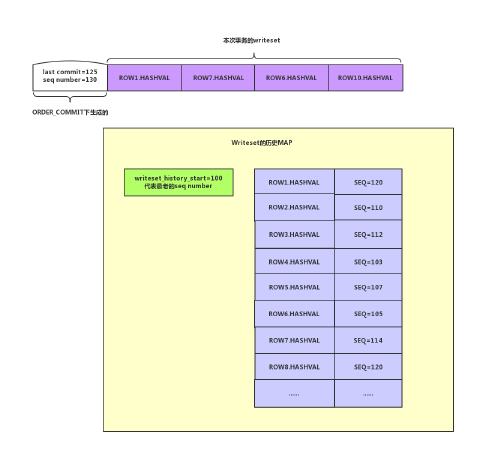 本次事务的writeset
last commit=125
seq number=130
ROW1.HASHVAL
ROW7.HASHVAL
ROW6.HASHVAL
ROW10.HASHVAL
ORDER_COMMIT下生成的
Writeset的历史MAP
writeset_history_start=100
代表最老的seq number
ROW1.HASHVAL SEQ=120
ROW2.HASHVAL SEQ=110
ROW3.HASHVAL SEQ=112
ROW4.HASHVAL SEQ=103
ROW5.HASHVAL SEQ=107
ROW6.HASHVAL SEQ=105
ROW7.HASHVAL SEQ=114
ROW8.HASHVAL SEQ=120
...... ......